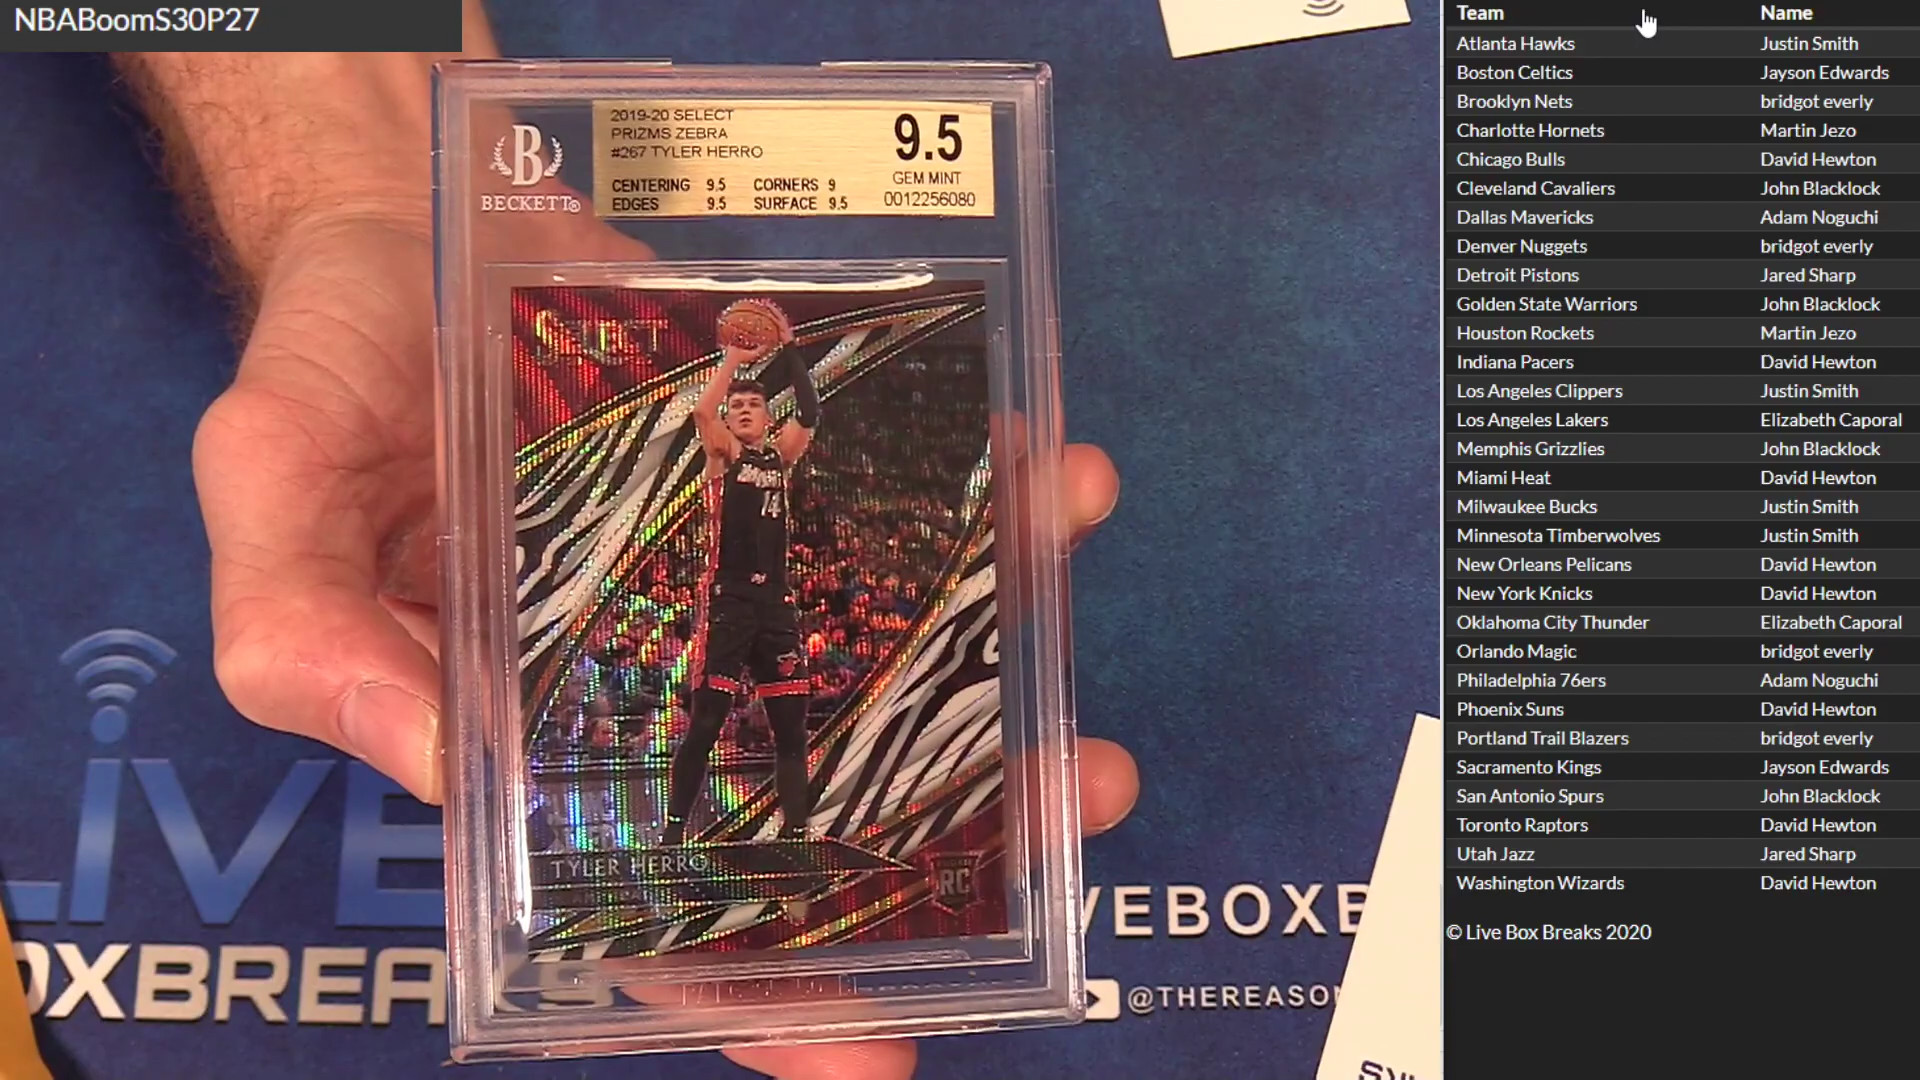 NBABoomS30P27
B
BECKETT®
2019-20 SELECT
PRIZMS ZEBRA
#267 TYLER HERRO
CENTERING 9.5 CORNERS 9
EDGES 9.5 SURFACE 9.5
9.5
GEM MINT
0012256080
14
TYLER HERRO
RC
LIVE
OXBREA
VEBOXB
@THEREASON
Team Name
Atlanta Hawks Justin Smith
Boston Celtics Jayson Edwards
Brooklyn Nets bridgot everly
Charlotte Hornets Martin Jezo
Chicago Bulls David Hewton
Cleveland Cavaliers John Blacklock
Dallas Mavericks Adam Noguchi
Denver Nuggets bridgot everly
Detroit Pistons Jared Sharp
Golden State Warriors John Blacklock
Houston Rockets Martin Jezo
Indiana Pacers David Hewton
Los Angeles Clippers Justin Smith
Los Angeles Lakers Elizabeth Caporal
Memphis Grizzlies John Blacklock
Miami Heat David Hewton
Milwaukee Bucks Justin Smith
Minnesota Timberwolves Justin Smith
New Orleans Pelicans David Hewton
New York Knicks David Hewton
Oklahoma City Thunder Elizabeth Caporal
Orlando Magic bridgot everly
Philadelphia 76ers Adam Noguchi
Phoenix Suns David Hewton
Portland Trail Blazers bridgot everly
Sacramento Kings Jayson Edwards
San Antonio Spurs John Blacklock
Toronto Raptors David Hewton
Utah Jazz Jared Sharp
Washington Wizards David Hewton
© Live Box Breaks 2020